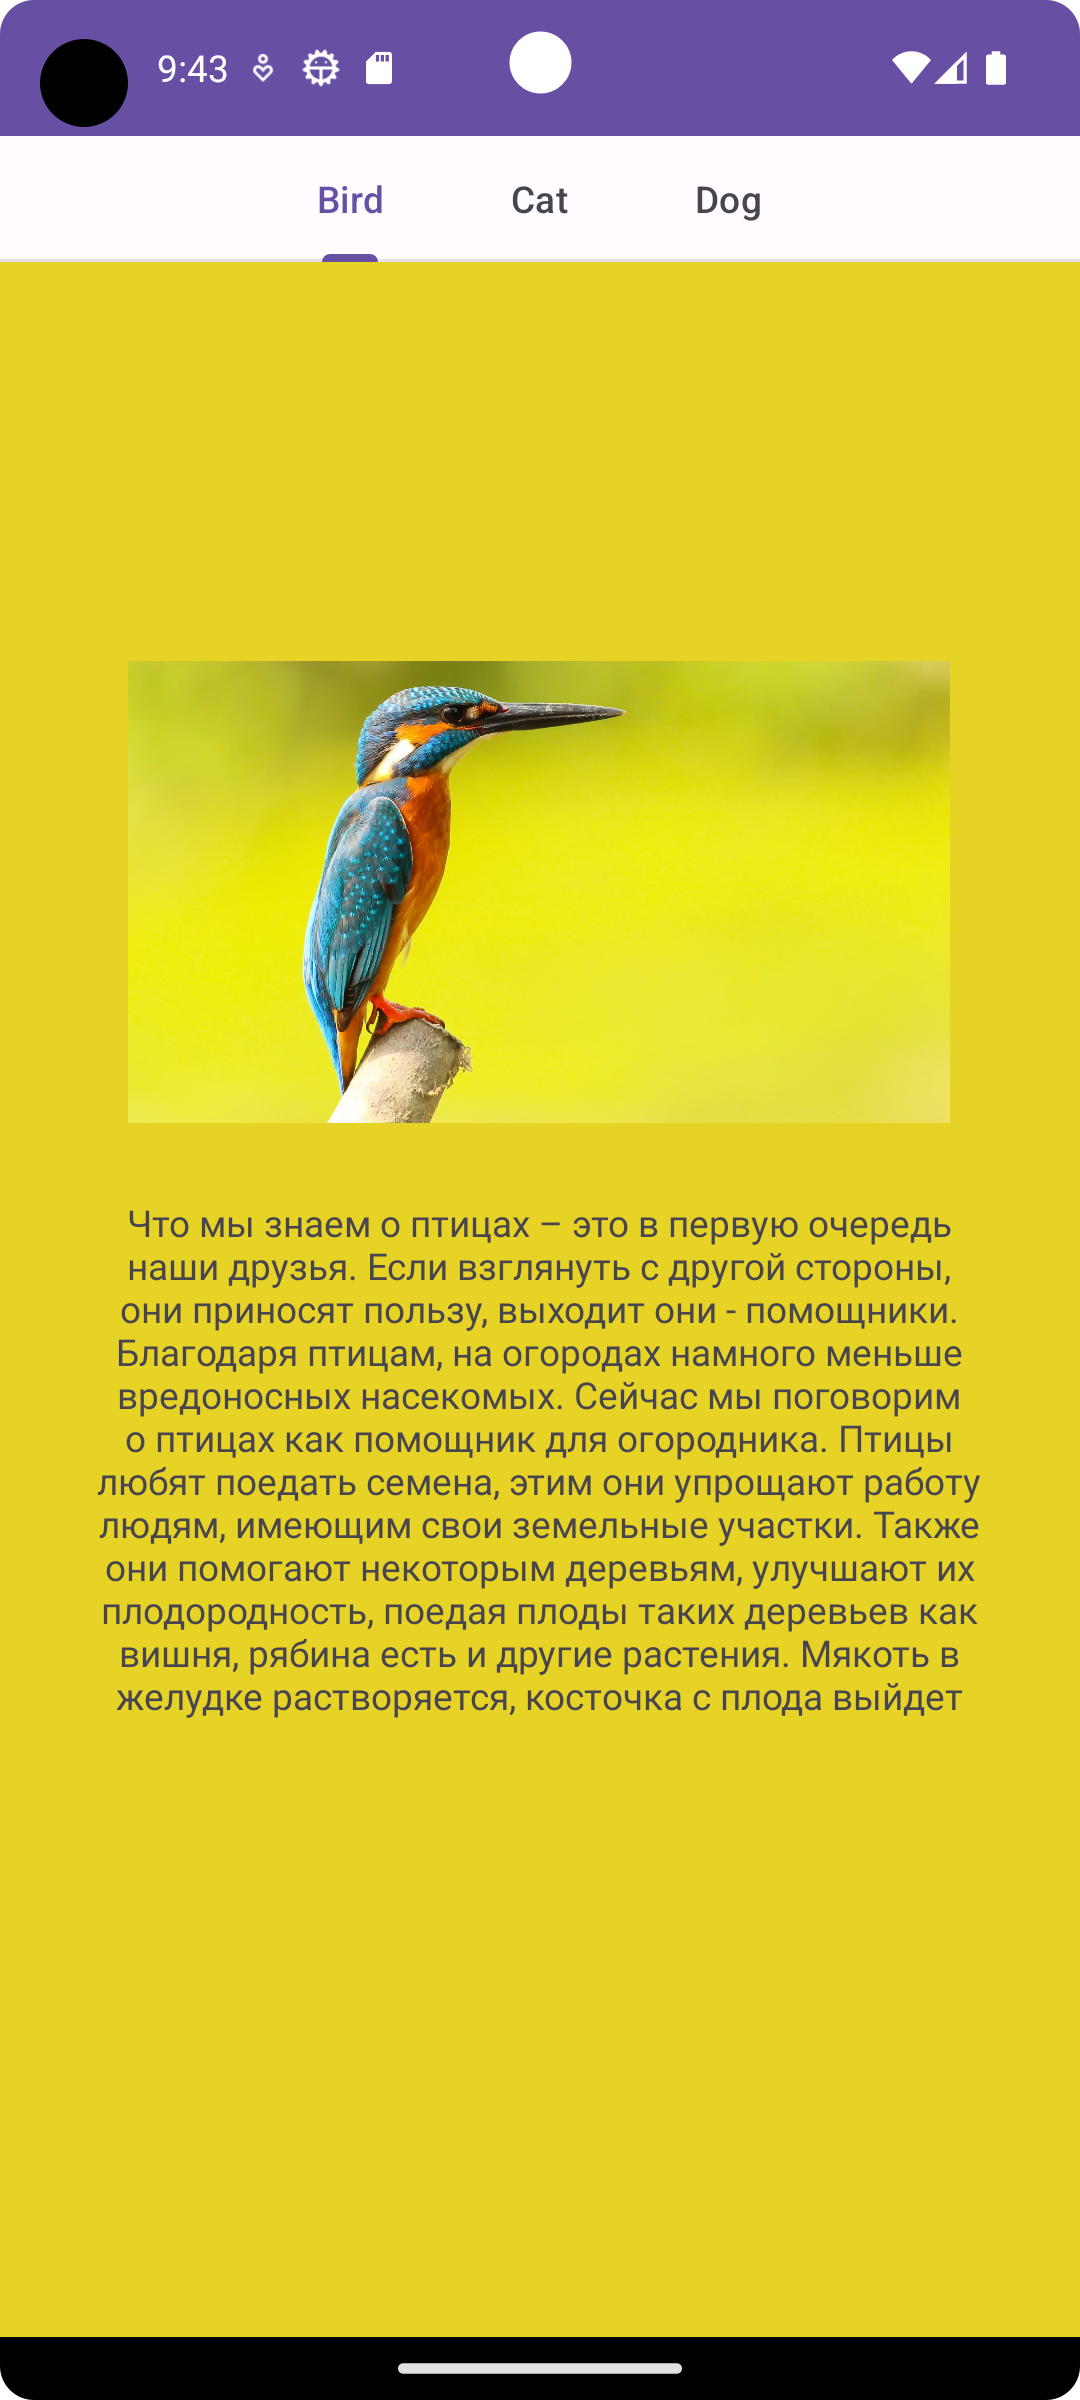 9:43
Bird Cat Dog
Что мы знаем о птицах – это в первую очередь
наши друзья. Если взглянуть с другой стороны,
они приносят пользу, выходит они - помощники.
Благодаря птицам, на огородах намного меньше
вредоносных насекомых. Сейчас мы поговорим
о птицах как помощник для огородника. Птицы
любят поедать семена, этим они упрощают работу
людям, имеющим свои земельные участки. Также
они помогают некоторым деревьям, улучшают их
плодородность, поедая плоды таких деревьев как
вишня, рябина есть и другие растения. Мякоть в
желудке растворяется, косточка с плода выйдет